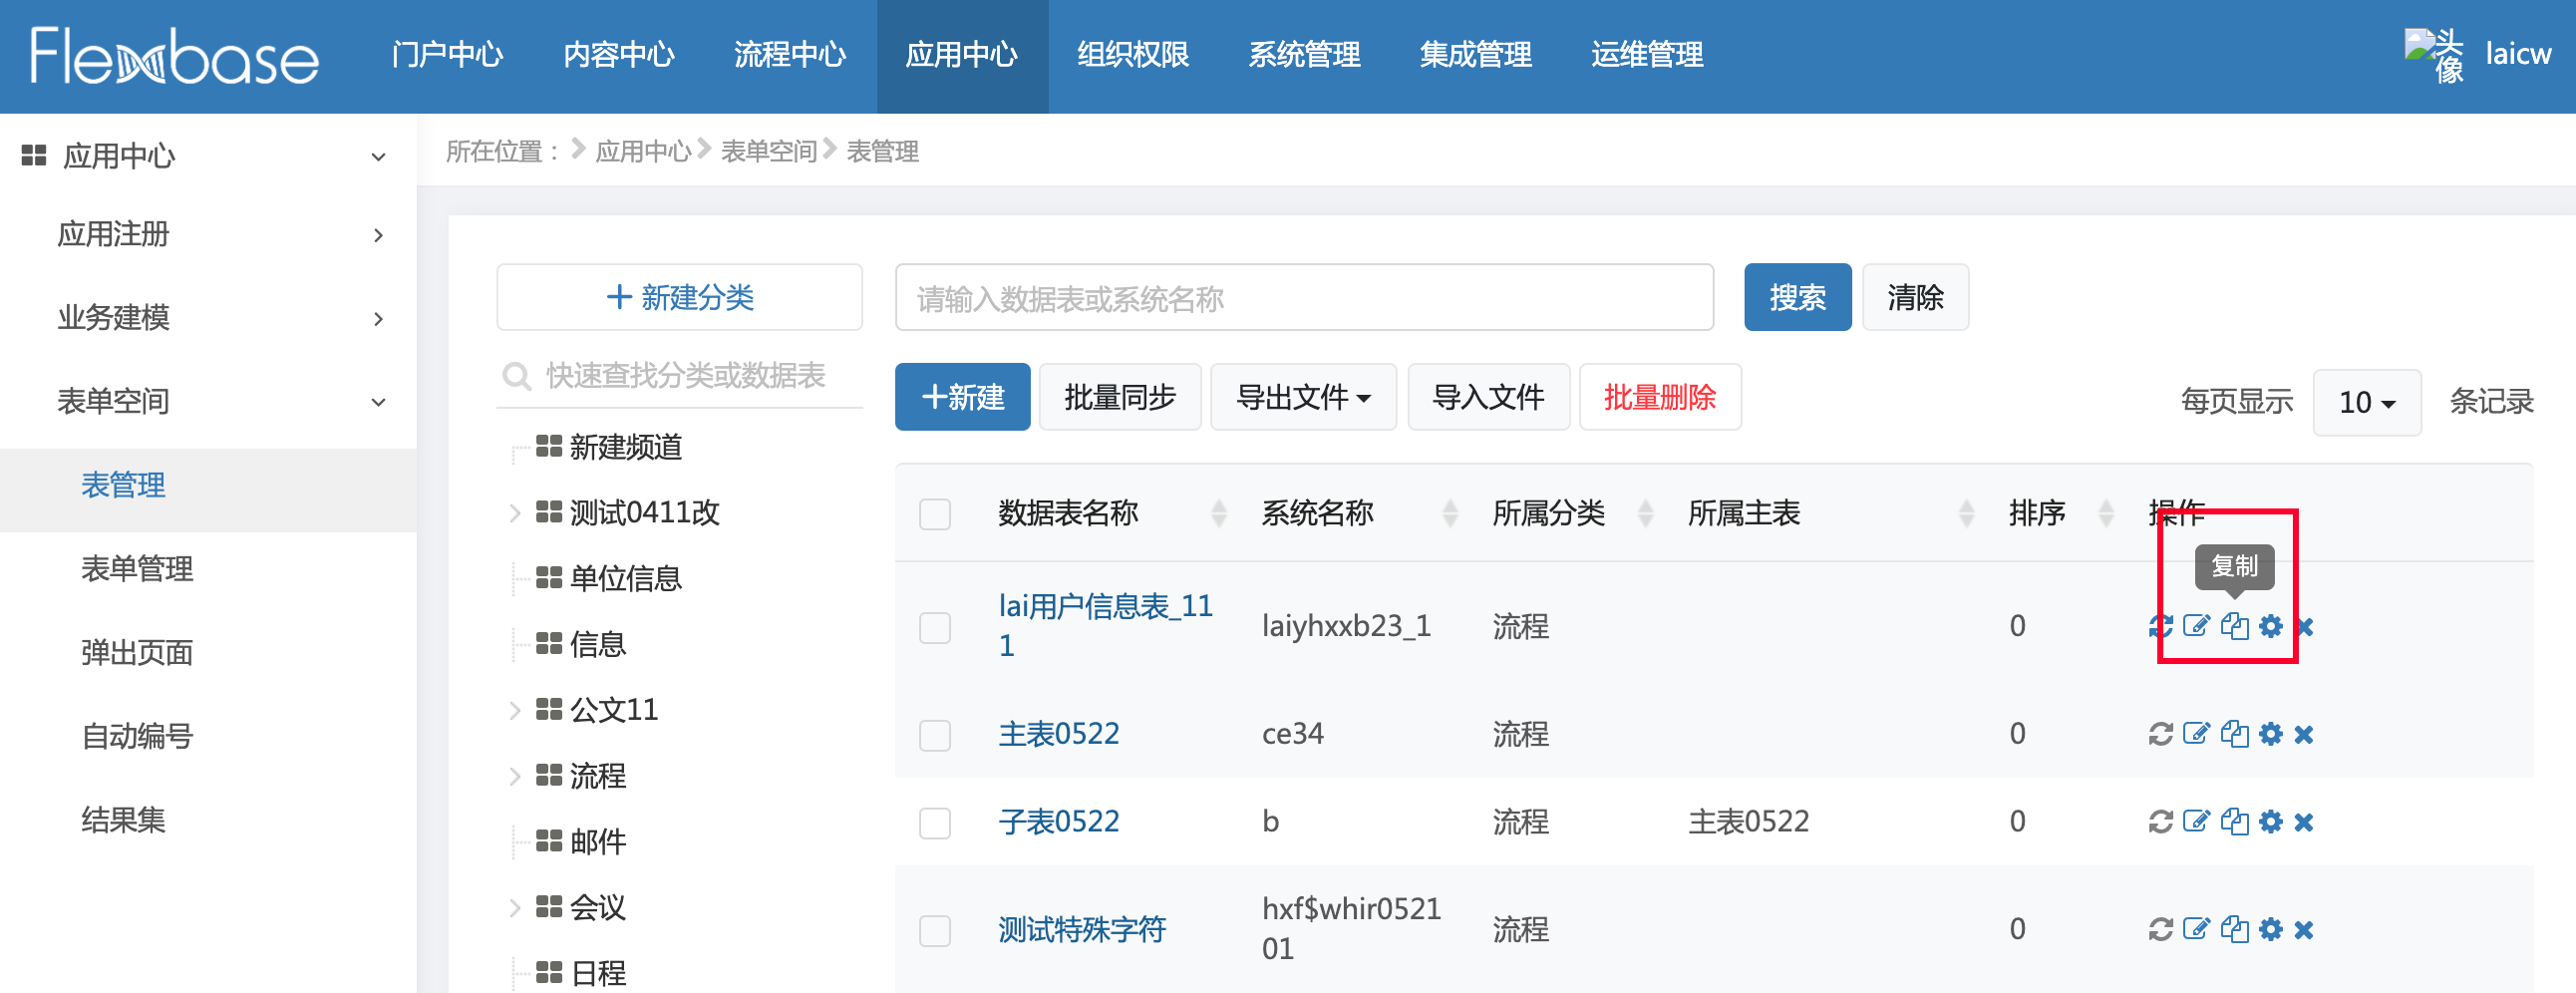 Flexbase
门户中心
内容中心
流程中心
应用中心
组织权限
系统管理
集成管理
运维管理
头像
laicw
应用中心
应用注册
业务建模
表单空间
表管理
表单管理
弹出页面
自动编号
结果集
所在位置：
应用中心
表单空间
表管理
新建分类
快速查找分类或数据表
新建频道
测试0411改
单位信息
信息
公文11
流程
邮件
会议
日程
请输入数据表或系统名称
搜索
清除
新建
批量同步
导出文件
导入文件
批量删除
每页显示
10
条记录
数据表名称
系统名称
所属分类
所属主表
排序
操作
复制
lai用户信息表_11
1
laiyhxxb23_1
流程
0
主表0522
ce34
流程
0
子表0522
b
流程
主表0522
0
测试特殊字符
hxf$whir0521
01
流程
0